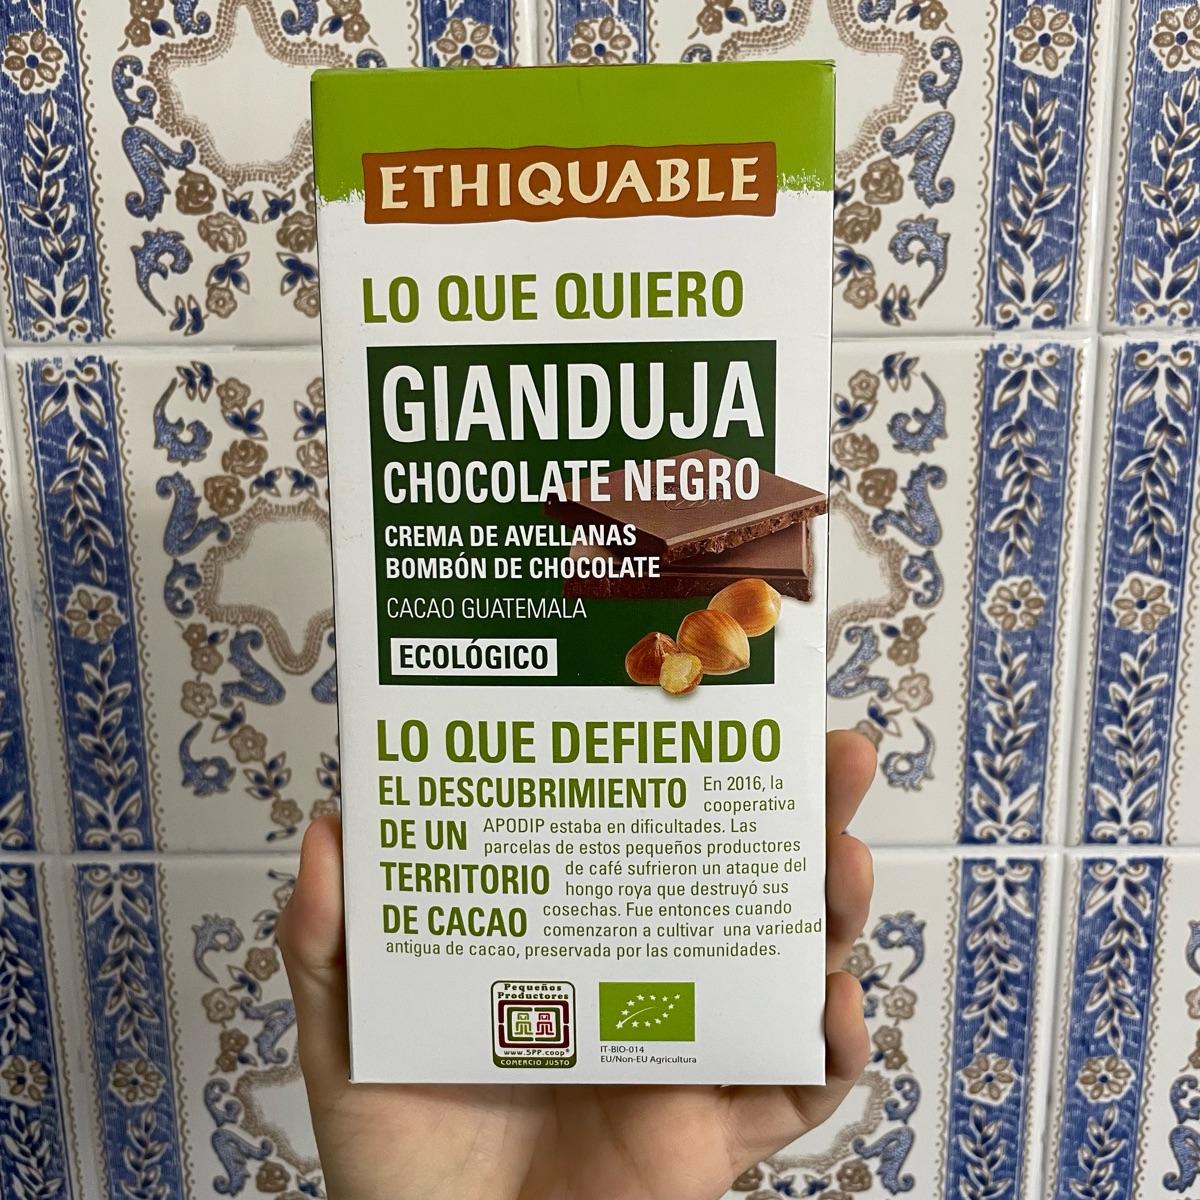 ETHIQUABLE
LO QUE QUIERO
GIANDUJA
CHOCOLATE NEGRO
CREMA DE AVELLANAS
BOMBÓN DE CHOCOLATE
CACAO GUATEMALA
ECOLÓGICO
LO QUE DEFIENDO
EL DESCUBRIMIENTO
DE UN
TERRITORIO
DE CACAO
En 2016, la
cooperativa
APODIP estaba en dificultades. Las
parcelas de estos pequeños productores
de café sufrieron un ataque del
hongo roya que destruyó sus
cosechas. Fue entonces cuando
comenzaron a cultivar una variedad
antigua de cacao, preservada por las comunidades.
Pequeños
Productores
www.SPP.coop®
COMERCIO JUSTO
IT-BIO-014
EU/Non-EU Agricultura